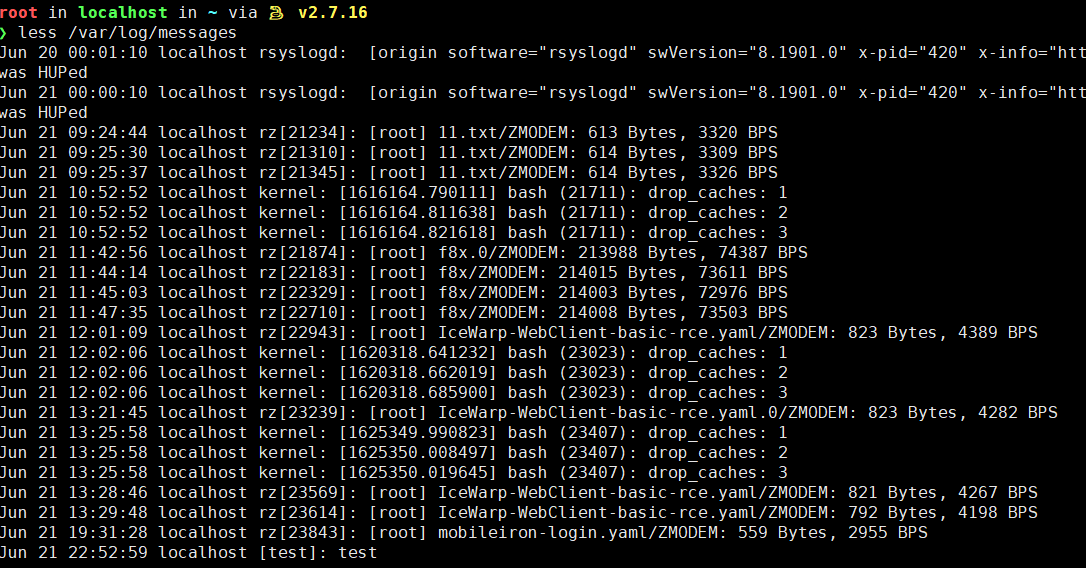 root in localhost in ~ via 🐍 v2.7.16
❯ less /var/log/messages
Jun 20 00:01:10 localhost rsyslogd:  [origin software="rsyslogd" swVersion="8.1901.0" x-pid="420" x-info="htt
was HUPed
Jun 21 00:00:10 localhost rsyslogd:  [origin software="rsyslogd" swVersion="8.1901.0" x-pid="420" x-info="htt
was HUPed
Jun 21 09:24:44 localhost rz[21234]: [root] 11.txt/ZMODEM: 613 Bytes, 3320 BPS
Jun 21 09:25:30 localhost rz[21310]: [root] 11.txt/ZMODEM: 614 Bytes, 3309 BPS
Jun 21 09:25:37 localhost rz[21345]: [root] 11.txt/ZMODEM: 614 Bytes, 3326 BPS
Jun 21 10:52:52 localhost kernel: [1616164.790111] bash (21711): drop_caches: 1
Jun 21 10:52:52 localhost kernel: [1616164.811638] bash (21711): drop_caches: 2
Jun 21 10:52:52 localhost kernel: [1616164.821618] bash (21711): drop_caches: 3
Jun 21 11:42:56 localhost rz[21874]: [root] f8x.0/ZMODEM: 213988 Bytes, 74387 BPS
Jun 21 11:44:14 localhost rz[22183]: [root] f8x/ZMODEM: 214015 Bytes, 73611 BPS
Jun 21 11:45:03 localhost rz[22329]: [root] f8x/ZMODEM: 214003 Bytes, 72976 BPS
Jun 21 11:47:35 localhost rz[22710]: [root] f8x/ZMODEM: 214008 Bytes, 73503 BPS
Jun 21 12:01:09 localhost rz[22943]: [root] IceWarp-WebClient-basic-rce.yaml/ZMODEM: 823 Bytes, 4389 BPS
Jun 21 12:02:06 localhost kernel: [1620318.641232] bash (23023): drop_caches: 1
Jun 21 12:02:06 localhost kernel: [1620318.662019] bash (23023): drop_caches: 2
Jun 21 12:02:06 localhost kernel: [1620318.685900] bash (23023): drop_caches: 3
Jun 21 13:21:45 localhost rz[23239]: [root] IceWarp-WebClient-basic-rce.yaml.0/ZMODEM: 823 Bytes, 4282 BPS
Jun 21 13:25:58 localhost kernel: [1625349.990823] bash (23407): drop_caches: 1
Jun 21 13:25:58 localhost kernel: [1625350.008497] bash (23407): drop_caches: 2
Jun 21 13:25:58 localhost kernel: [1625350.019645] bash (23407): drop_caches: 3
Jun 21 13:28:46 localhost rz[23569]: [root] IceWarp-WebClient-basic-rce.yaml/ZMODEM: 821 Bytes, 4267 BPS
Jun 21 13:29:48 localhost rz[23614]: [root] IceWarp-WebClient-basic-rce.yaml/ZMODEM: 792 Bytes, 4198 BPS
Jun 21 19:31:28 localhost rz[23843]: [root] mobileiron-login.yaml/ZMODEM: 559 Bytes, 2955 BPS
Jun 21 22:52:59 localhost [test]: test